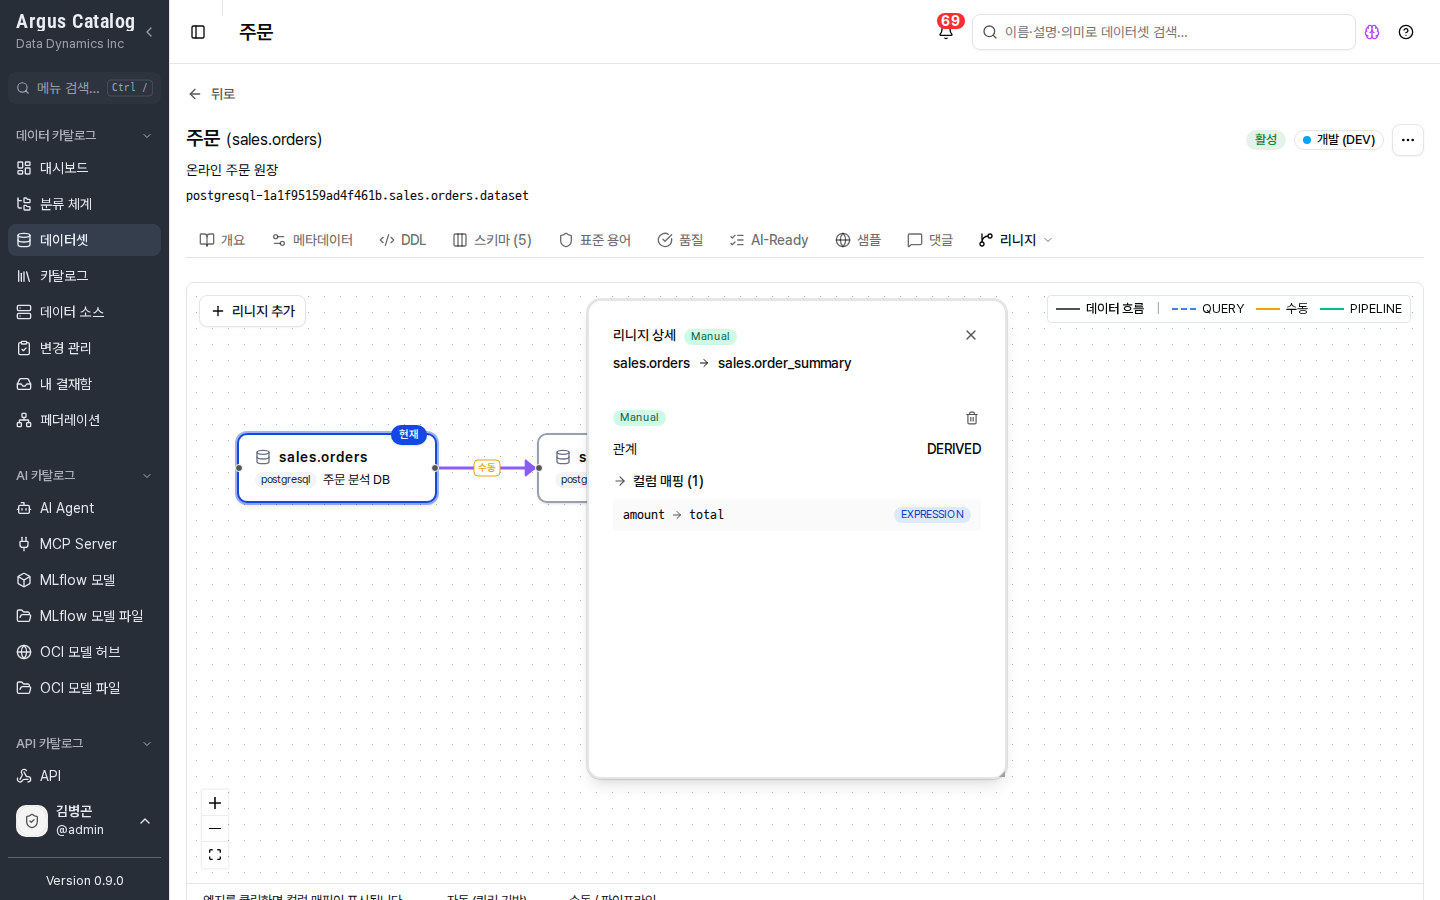 Argus Catalog
Data Dynamics Inc
메뉴 검색...
Ctrl /
데이터 카탈로그
대시보드
분류 체계
데이터셋
카탈로그
데이터 소스
변경 관리
내 결재함
페더레이션
AI 카탈로그
AI Agent
MCP Server
MLflow 모델
MLflow 모델 파일
OCI 모델 허브
OCI 모델 파일
API 카탈로그
API
김병곤
@admin
Version 0.9.0
주문
69
이름·설명·의미로 데이터셋 검색...
뒤로
주문 (sales.orders)
활성
개발 (DEV)
온라인 주문 원장
postgresql-1a1f95159ad4f461b.sales.orders.dataset
개요
메타데이터
DDL
스키마 (5)
표준 용어
품질
AI-Ready
샘플
댓글
리니지
리니지 추가
데이터 흐름
QUERY
수동
PIPELINE
현재
sales.orders
postgresql 주문 분석 DB
수동
s
postg
리니지 상세 Manual
sales.orders → sales.order_summary
Manual
관계 DERIVED
→ 컬럼 매핑 (1)
amount → total EXPRESSION